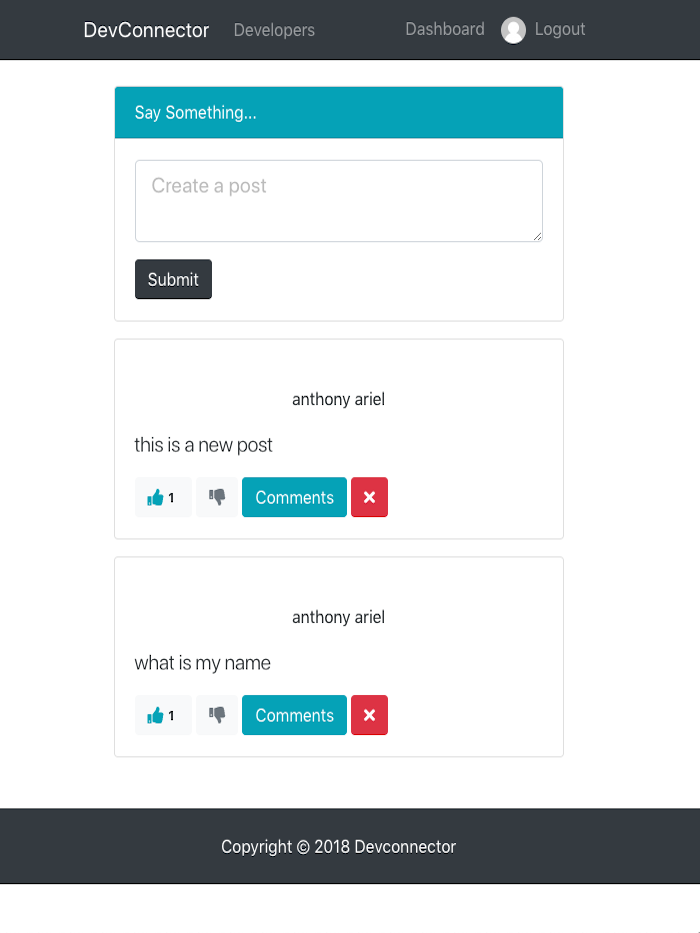 DevConnector Developers Dashboard Logout
Say Something...
Create a post
Submit
anthony ariel
this is a new post
1 Comments
anthony ariel
what is my name
1 Comments
Copyright © 2018 Devconnector